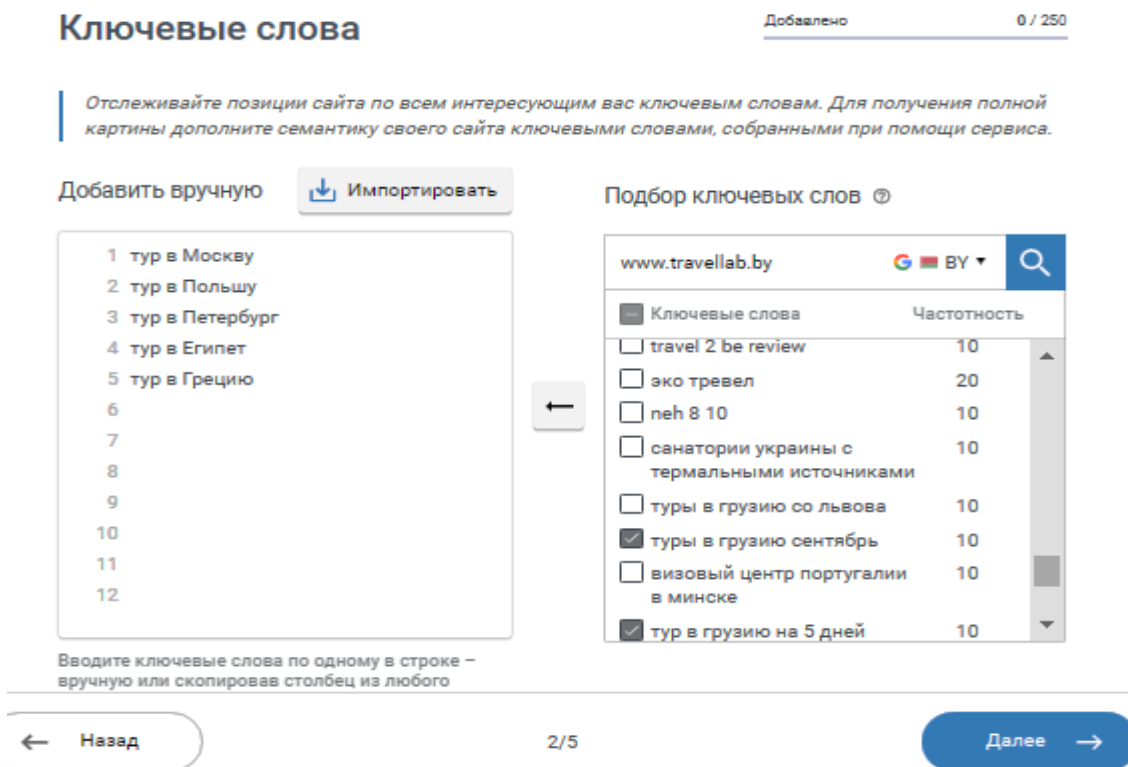 Ключевые слова
Добавлено 0 / 250
Отслеживайте позиции сайта по всем интересующим вас ключевым словам. Для получения полной
картины дополните семантику своего сайта ключевыми словами, собранными при помощи сервиса.
Добавить вручную
Импортировать
1 тур в Москву
2 тур в Польшу
3 тур в Петербург
4 тур в Египет
5 тур в Грецию
6
7
8
9
10
11
12
Вводите ключевые слова по одному в строке –
вручную или скопировав столбец из любого
Подбор ключевых слов ?
www.travellab.by G BY
Ключевые слова Частотность
travel 2 be review 10
эко тревел 20
neh 8 10 10
санатории украины с 10
термальными источниками
туры в грузию со львова 10
туры в грузию сентябрь 10
визовый центр португалии 10
в минске
тур в грузию на 5 дней 10
← Назад
2/5
Далее →